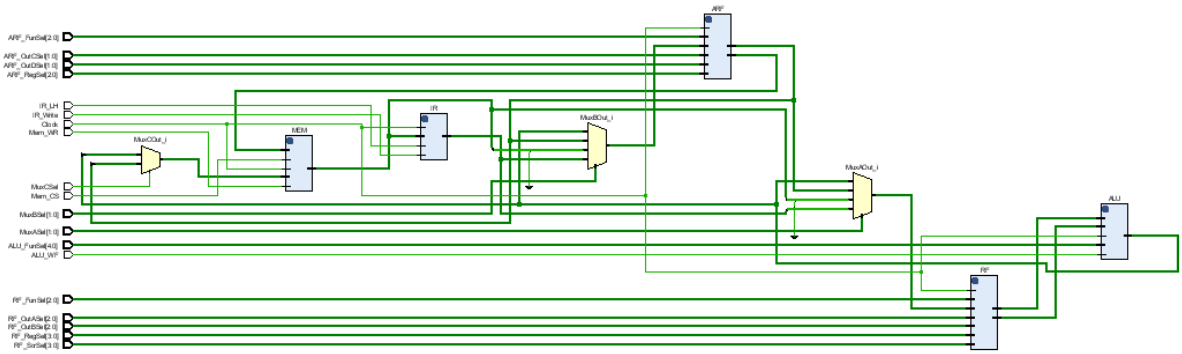 ARF
ARF_FunSel[2:0]
ARF_OutCSel[1:0]
ARF_OutDSel[1:0]
ARF_RegSel[2:0]
IR_LH
IR_Write
Clock
Mem_WR
IR
MuxBOut_i
MEM
MuxCOut_i
MuxAOut_i
MuxCSel
Mem_CS
MuxBSel[1:0]
MuxASel[1:0]
ALU
ALU_FunSel[4:0]
ALU_WF
RF
RF_FunSel[2:0]
RF_OutASel[2:0]
RF_OutBSel[2:0]
RF_RegSel[3:0]
RF_ScrSel[3:0]